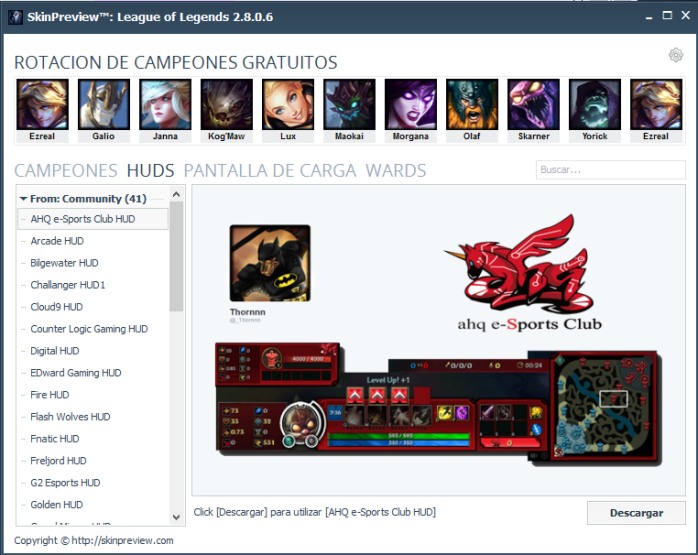 SkinPreview™: League of Legends 2.8.0.6
ROTACION DE CAMPEONES GRATUITOS
Ezreal Galio Janna Kog'Maw Lux Maokai Morgana Olaf Skarner Yorick Ezreal
CAMPEONES HUDS PANTALLA DE CARGA WARDS
Buscar...
From: Community (41)
AHQ e-Sports Club HUD
Arcade HUD
Bilgewater HUD
Challanger HUD1
Cloud9 HUD
Counter Logic Gaming HUD
Digital HUD
EDward Gaming HUD
Fire HUD
Flash Wolves HUD
Fnatic HUD
Freljord HUD
G2 Esports HUD
Golden HUD
Thornnn
@_Thornnn
ahq e-Sports Club
4000 / 4000
0/0/0
0
00:24
Level Up! +1
Click [Descargar] para utilizar [AHQ e-Sports Club HUD]
Descargar
Copyright © http://skinpreview.com